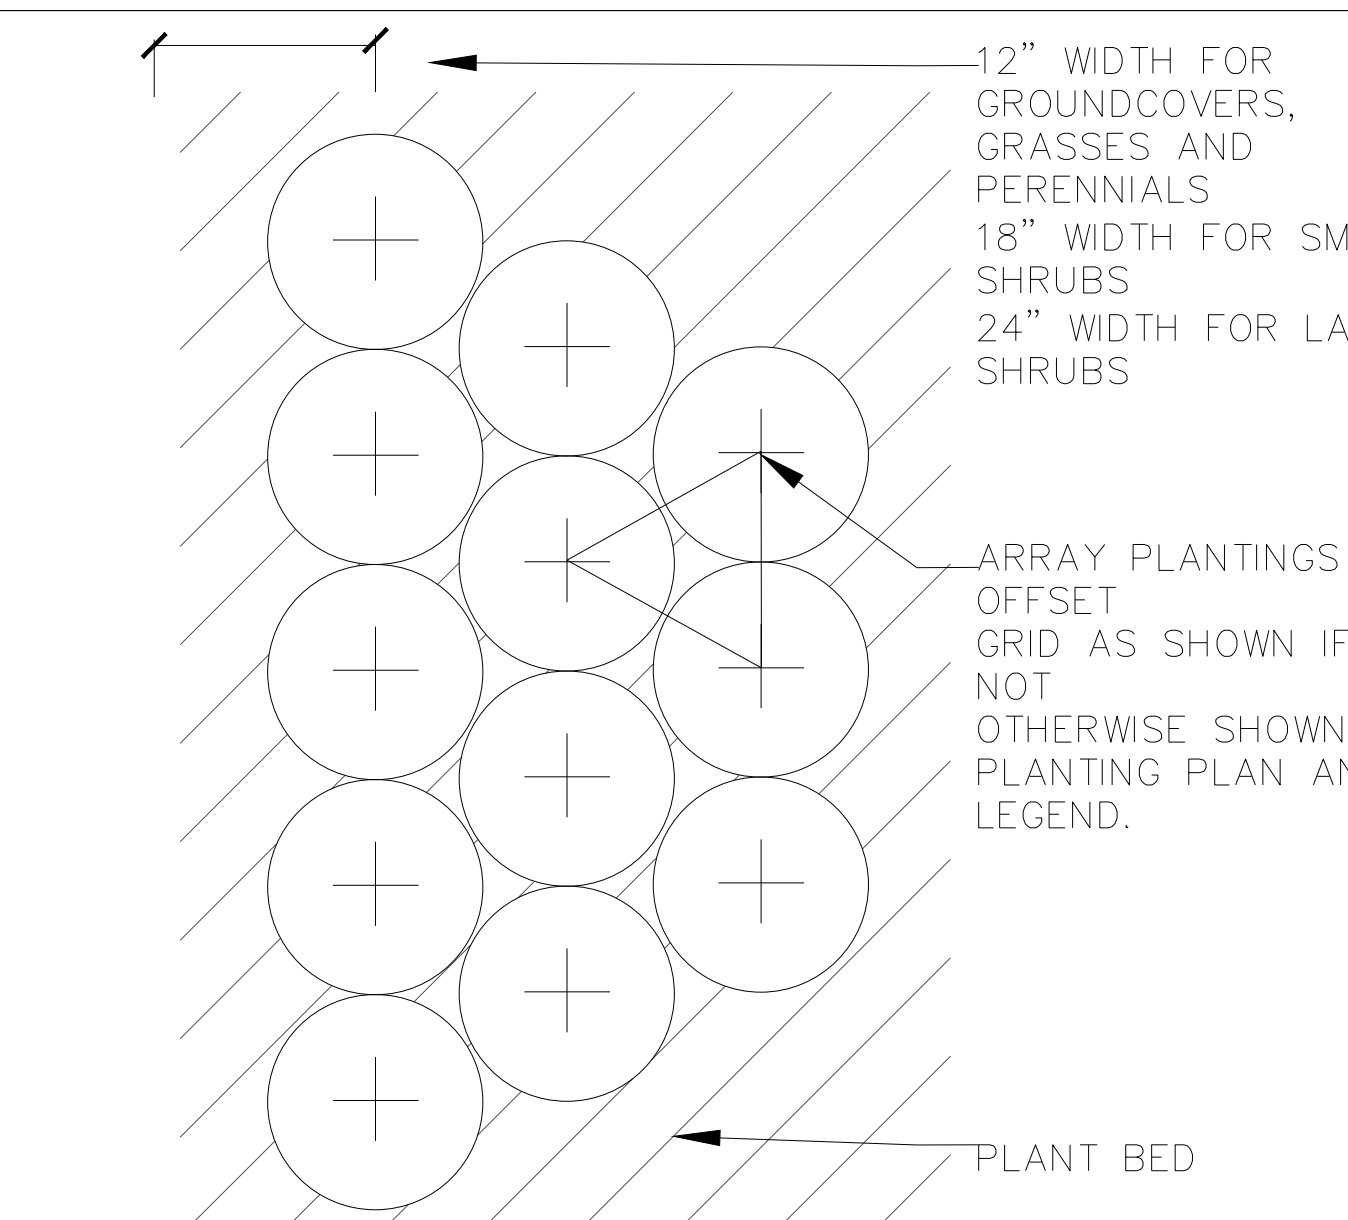 12” WIDTH FOR
GROUNDCOVERS,
GRASSES AND
PERENNIALS
18” WIDTH FOR SM
SHRUBS
24” WIDTH FOR LA
SHRUBS
ARRAY PLANTINGS
OFFSET
GRID AS SHOWN IF
NOT
OTHERWISE SHOWN
PLANTING PLAN AN
LEGEND.
PLANT BED